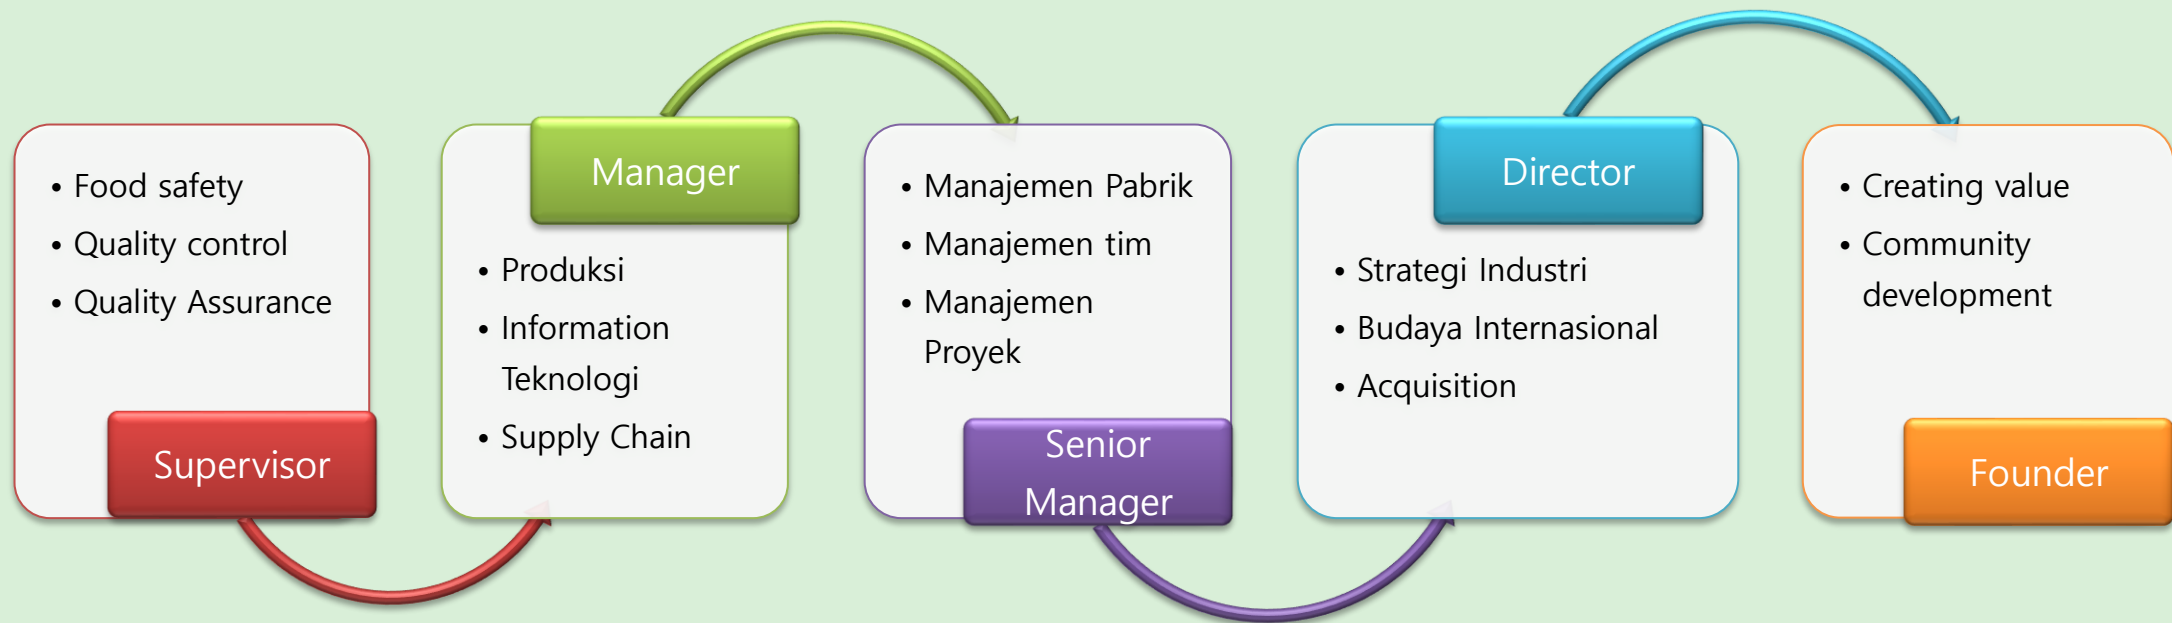 • Food safety
• Quality control
• Quality Assurance
Supervisor
Manager
• Produksi
• Information
Teknologi
• Supply Chain
• Manajemen Pabrik
• Manajemen tim
• Manajemen
Proyek
Senior
Manager
Director
• Strategi Industri
• Budaya Internasional
• Acquisition
• Creating value
• Community
development
Founder